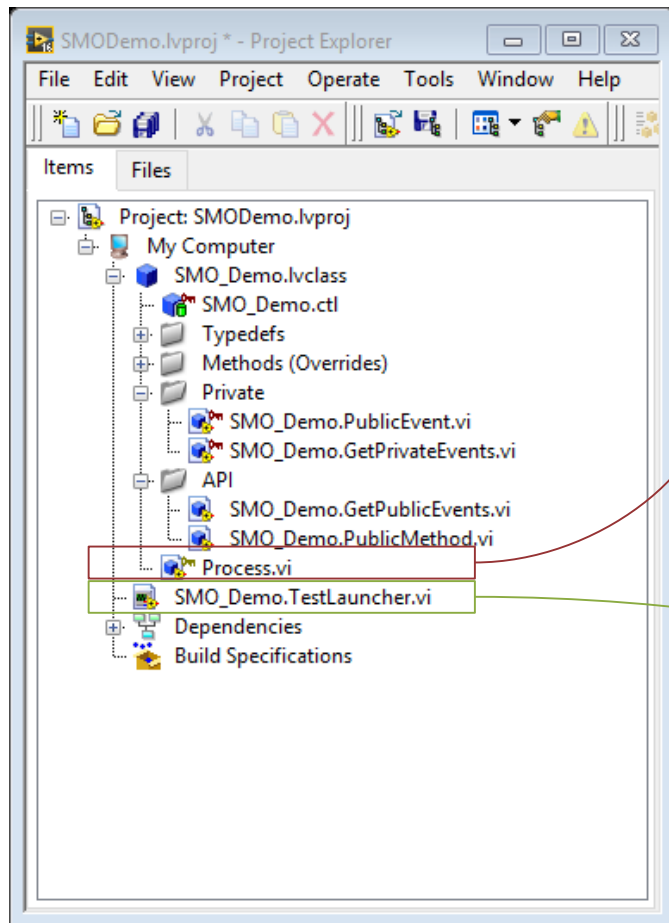 SMODemo.lvproj * - Project Explorer
File Edit View Project Operate Tools Window Help
Items Files
Project: SMODemo.lvproj
My Computer
SMO_Demo.lvclass
SMO_Demo.ctl
Typedefs
Methods (Overrides)
Private
SMO_Demo.PublicEvent.vi
SMO_Demo.GetPrivateEvents.vi
API
SMO_Demo.GetPublicEvents.vi
SMO_Demo.PublicMethod.vi
Process.vi
SMO_Demo.TestLauncher.vi
Dependencies
Build Specifications